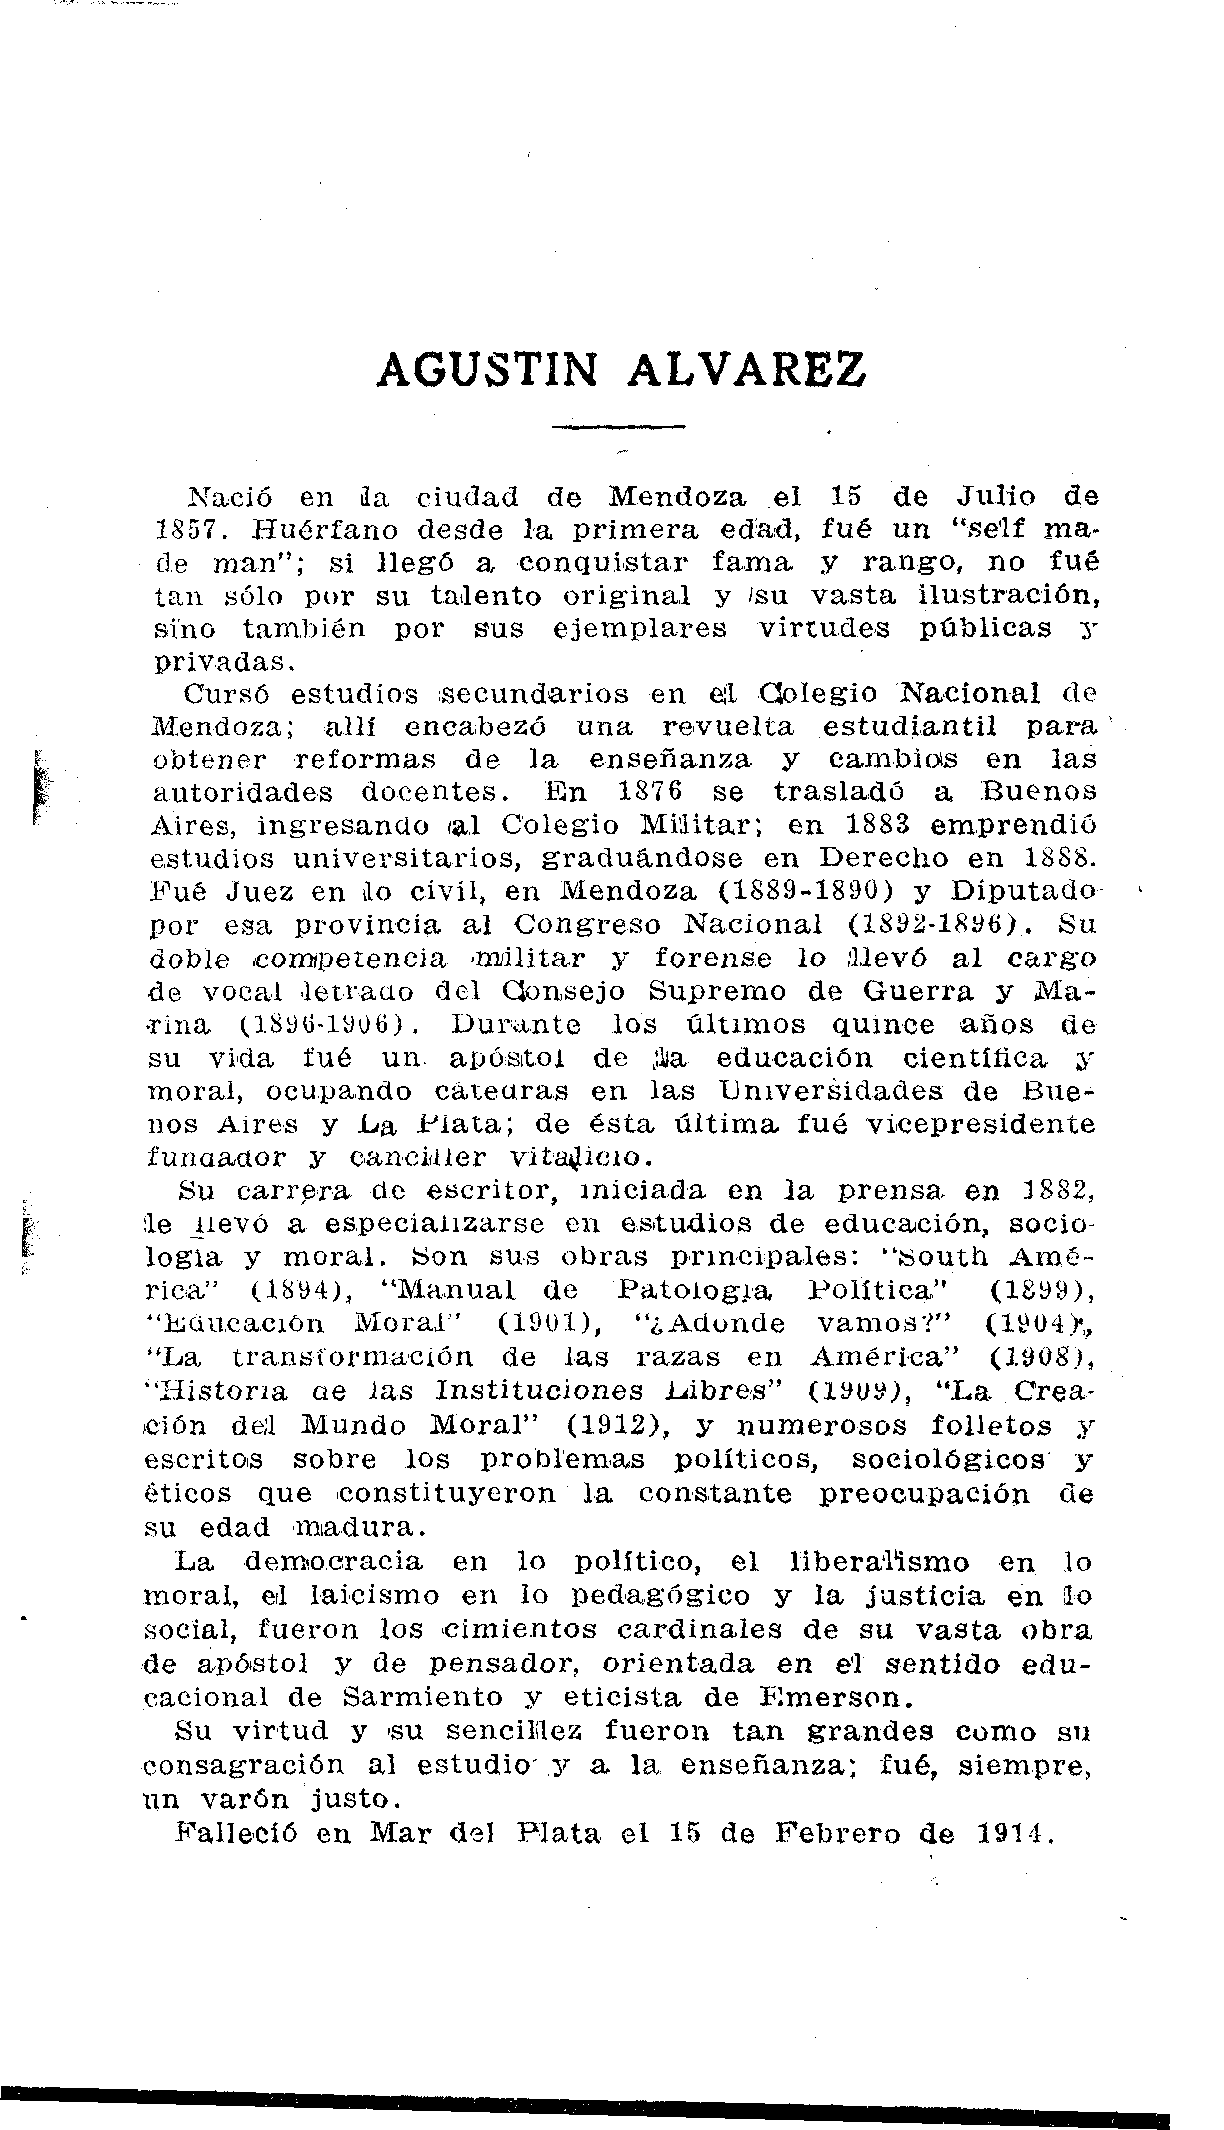 AGUSTIN ALVAREZ
Nació en la ciudad de Mendoza el 15 de Julio de
1857. Huérfano desde la primera edad, fué un “self ma-
de man”; si llegó a conquistar fama y rango, no fué
tan sólo por su talento original y su vasta ilustración,
sino también por sus ejemplares virtudes públicas y
privadas.
Cursó estudios secundarios en el Colegio Nacional de
Mendoza; allí encabezó una revuelta estudiantil para
obtener reformas de la enseñanza y cambios en las
autoridades docentes. En 1876 se trasladó a Buenos
Aires, ingresando al Colegio Militar; en 1883 emprendió
estudios universitarios, graduándose en Derecho en 1888.
Fué Juez en lo civil, en Mendoza (1889-1890) y Diputado
por esa provincia al Congreso Nacional (1892-1896). Su
doble competencia militar y forense lo llevó al cargo
de vocal letrado del Consejo Supremo de Guerra y Ma-
rina (1896-1906). Durante los últimos quince años de
su vida fué un apóstol de la educación científica y
moral, ocupando cátedras en las Universidades de Bue-
nos Aires y La Plata; de ésta última fué vicepresidente
fundador y canciller vitalicio.
Su carrera de escritor, iniciada en la prensa en 1882,
le llevó a especializarse en estudios de educación, socio-
logía y moral. Son sus obras principales: “South Amé-
rica” (1894), “Manual de Patología Política” (1899),
“Educación Moral” (1901), “¿Adonde vamos?” (1904),
“La transformación de las razas en América” (1908),
“Historia de las Instituciones Libres” (1909), “La Crea-
ción del Mundo Moral” (1912), y numerosos folletos y
escritos sobre los problemas políticos, sociológicos y
éticos que constituyeron la constante preocupación de
su edad madura.
La democracia en lo político, el liberalismo en lo
moral, el laicismo en lo pedagógico y la justicia en lo
social, fueron los cimientos cardinales de su vasta obra
de apóstol y de pensador, orientada en el sentido edu-
cacional de Sarmiento y eticista de Emerson.
Su virtud y su sencillez fueron tan grandes como su
consagración al estudio y a la enseñanza; fué, siempre,
un varón justo.
Falleció en Mar del Plata el 15 de Febrero de 1914.